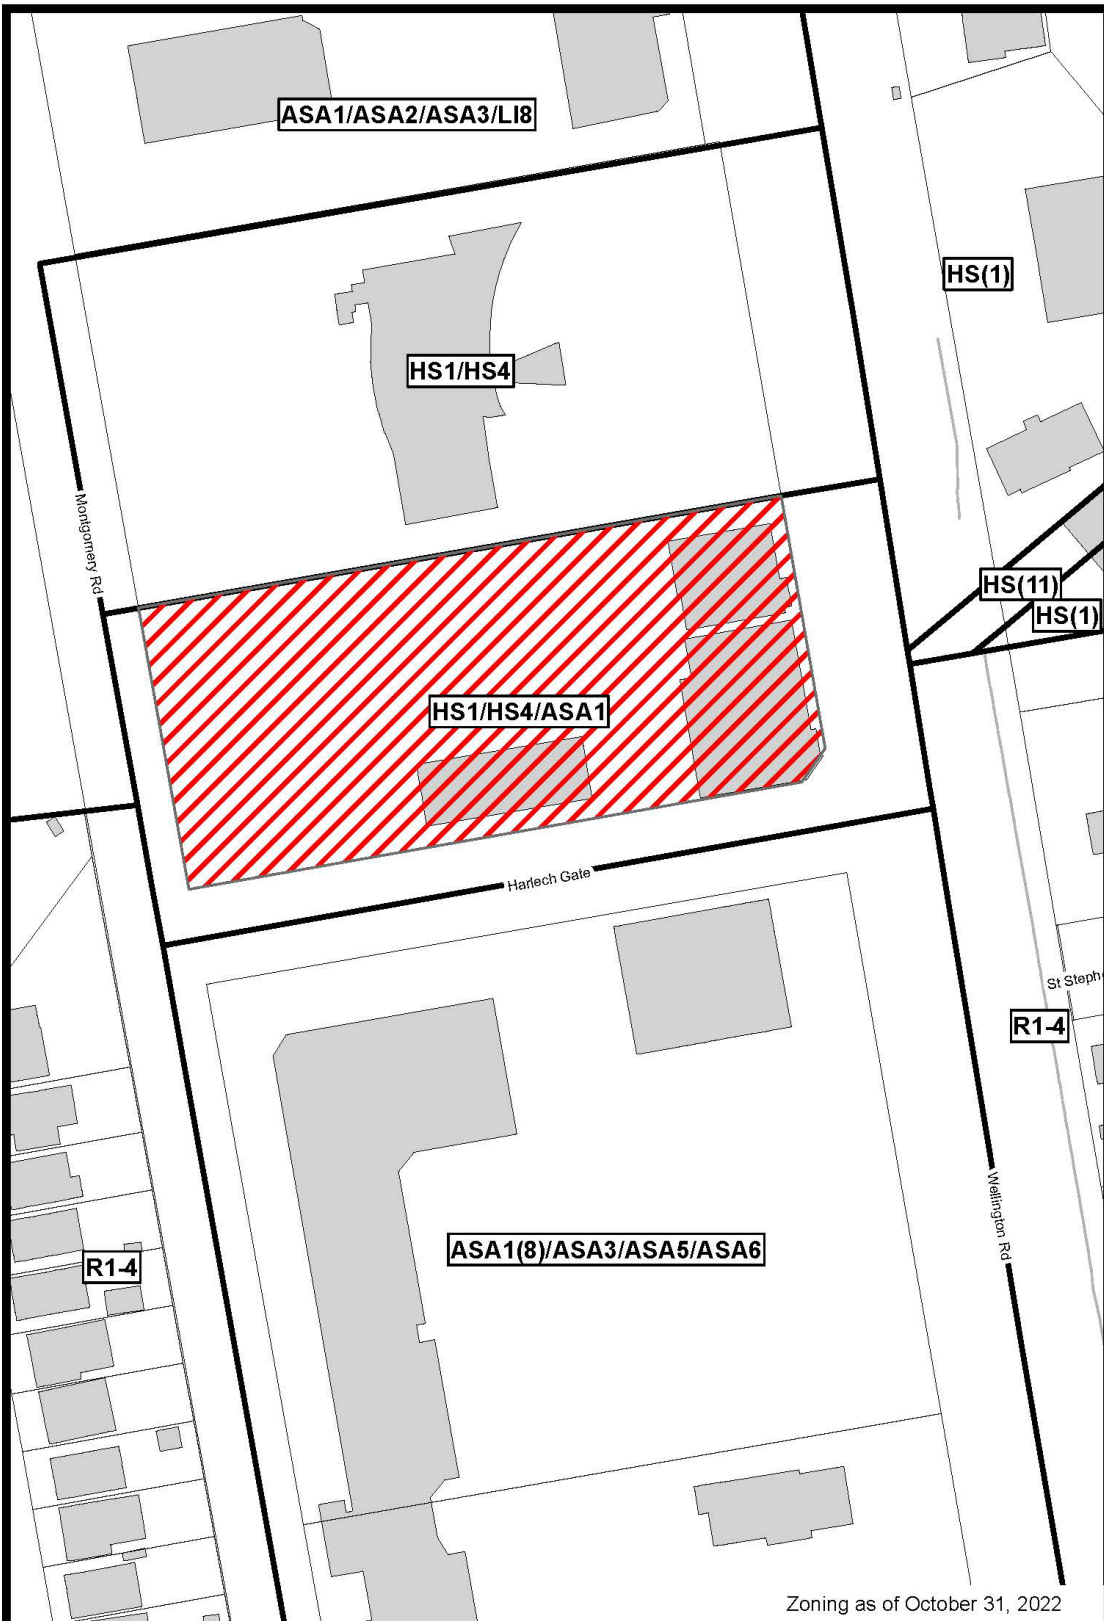 ASA1/ASA2/ASA3/LI8
HS(1)
HS1/HS4
Montgomery Rd
HS(11)
HS(1)
HS1/HS4/ASA1
Harlech Gate
St Steph
R1-4
Wellington Rd
ASA1(8)/ASA3/ASA5/ASA6
R1-4
Zoning as of October 31, 2022